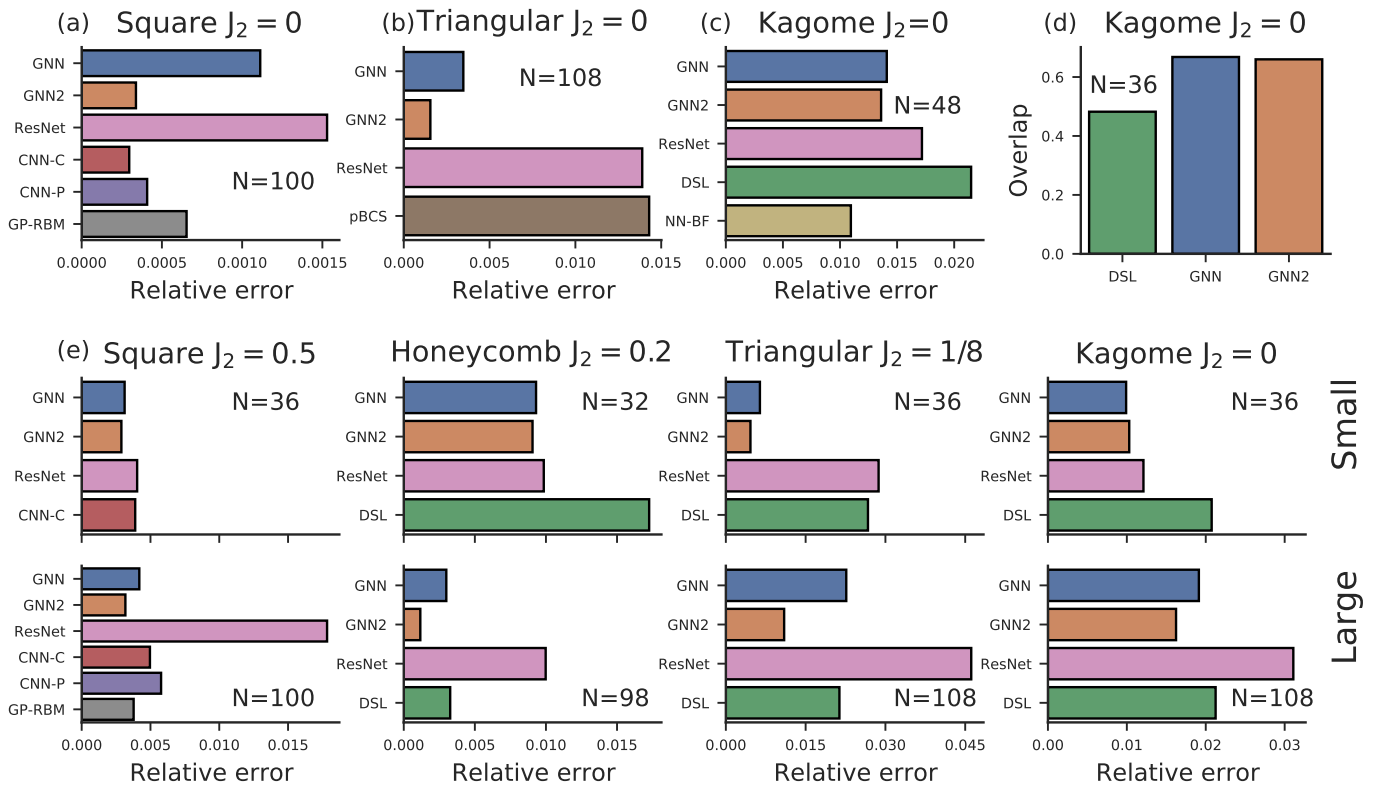 (a) Square J₂ = 0
GNN
GNN2
ResNet
CNN-C
CNN-P
GP-RBM
N=100
0.0000 0.0005 0.0010 0.0015
Relative error
(b) Triangular J₂ = 0
GNN
GNN2
ResNet
pBCS
N=108
0.000 0.005 0.010 0.015
Relative error
(c) Kagome J₂=0
GNN
GNN2
ResNet
DSL
NN-BF
N=48
0.000 0.005 0.010 0.015 0.020
Relative error
(d) Kagome J₂ = 0
Overlap
0.6
0.4
0.2
0.0
N=36
DSL GNN GNN2
(e) Square J₂ = 0.5
GNN
GNN2
ResNet
CNN-C
N=36
Honeycomb J₂ = 0.2
GNN
GNN2
ResNet
DSL
N=32
Triangular J₂ = 1/8
GNN
GNN2
ResNet
DSL
N=36
Kagome J₂ = 0
GNN
GNN2
ResNet
DSL
N=36
Small
GNN
GNN2
ResNet
CNN-C
CNN-P
GP-RBM
N=100
0.000 0.005 0.010 0.015
Relative error
GNN
GNN2
ResNet
DSL
N=98
0.000 0.005 0.010 0.015
Relative error
GNN
GNN2
ResNet
DSL
N=108
0.000 0.015 0.030 0.045
Relative error
GNN
GNN2
ResNet
DSL
N=108
0.00 0.01 0.02 0.03
Relative error
Large